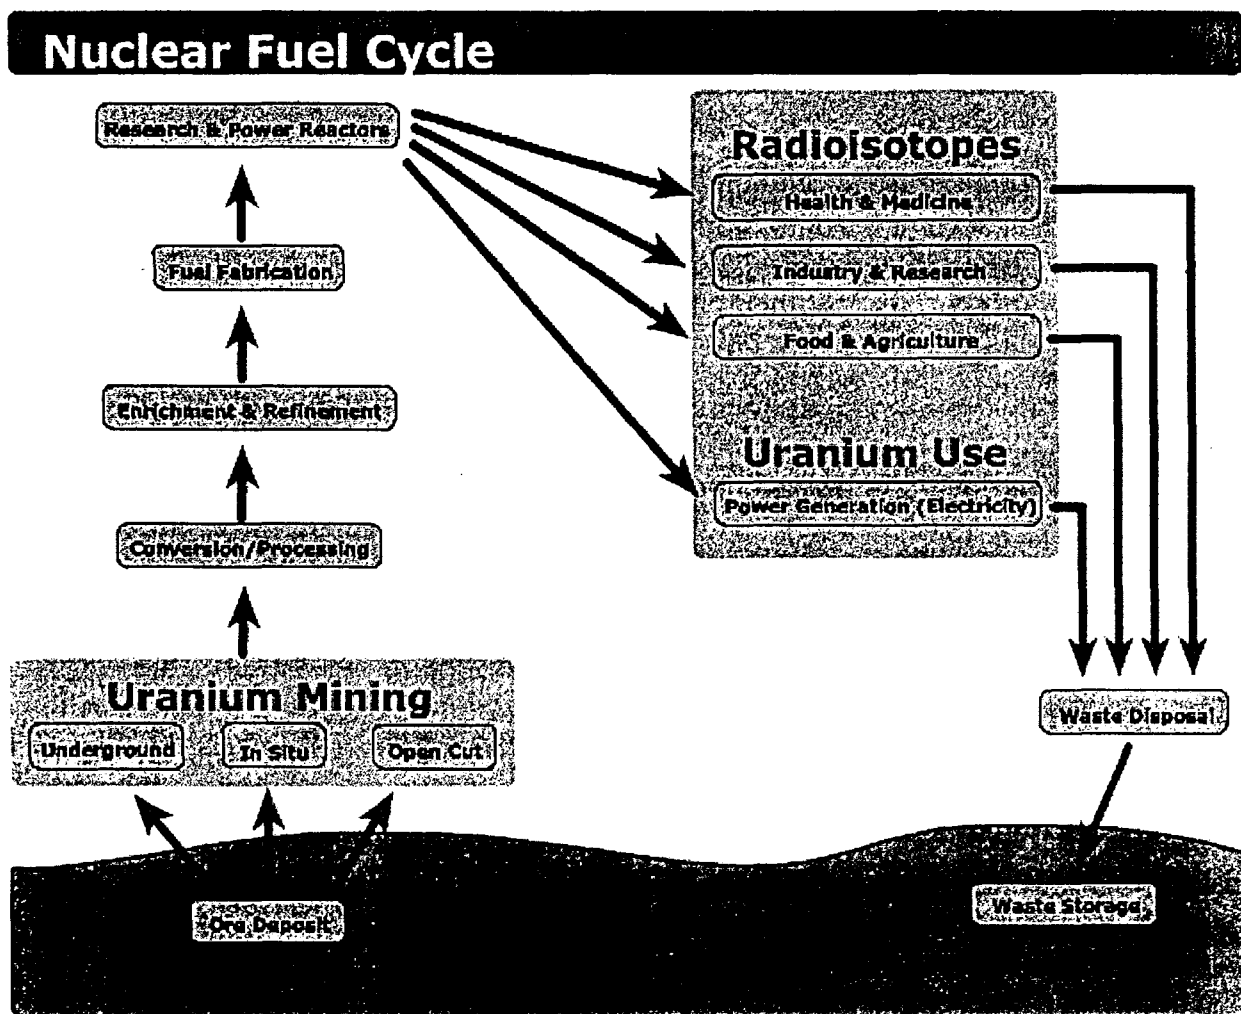 Nuclear Fuel Cycle
Research & Power Reactors
Fuel Fabrication
Enrichment & Refinement
Conversion/Processing
Uranium Mining
Underground
In Situ
Open Cut
Ore Deposit
Radioisotopes
Health & Medicine
Industry & Research
Food & Agriculture
Uranium Use
Power Generation (Electricity)
Waste Disposal
Waste Storage